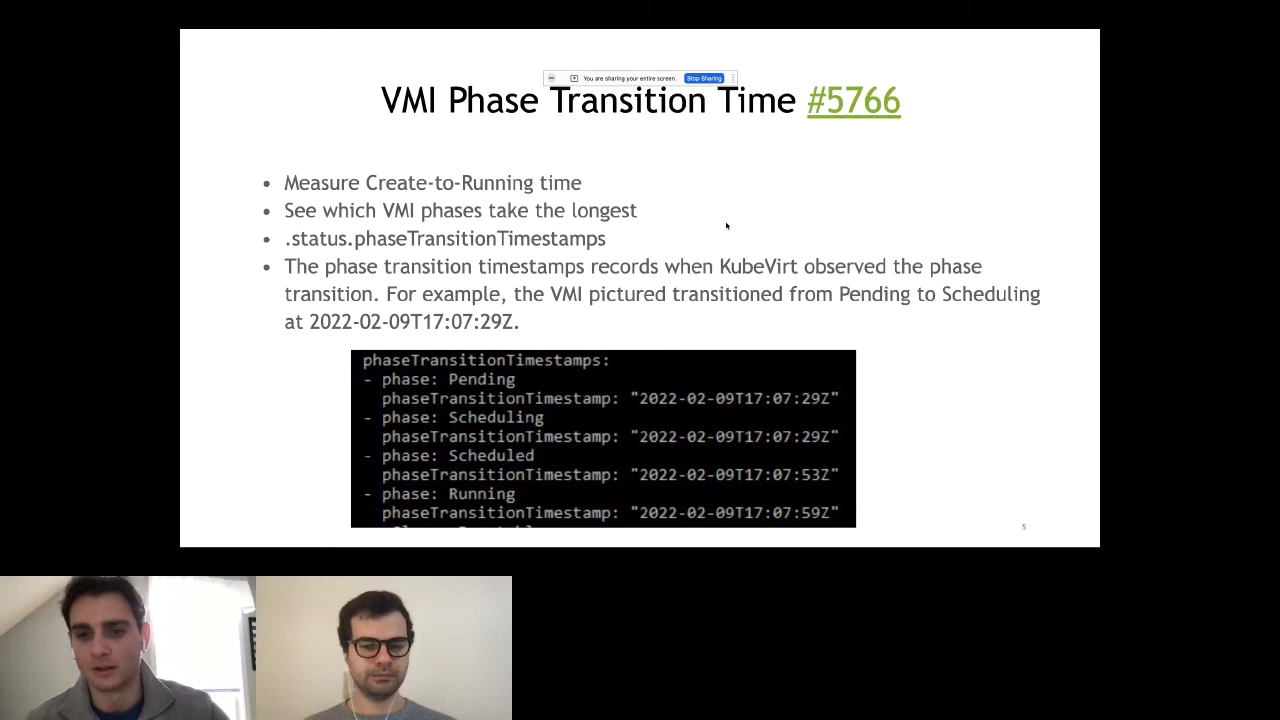 You are sharing your entire screen.
Stop Sharing
VMI Phase Transition Time #5766
• Measure Create-to-Running time
• See which VMI phases take the longest
• .status.phaseTransitionTimestamps
• The phase transition timestamps records when KubeVirt observed the phase
transition. For example, the VMI pictured transitioned from Pending to Scheduling
at 2022-02-09T17:07:29Z.
phaseTransitionTimestamps:
- phase: Pending
phaseTransitionTimestamp: "2022-02-09T17:07:29Z"
- phase: Scheduling
phaseTransitionTimestamp: "2022-02-09T17:07:29Z"
- phase: Scheduled
phaseTransitionTimestamp: "2022-02-09T17:07:53Z"
- phase: Running
phaseTransitionTimestamp: "2022-02-09T17:07:59Z"
5